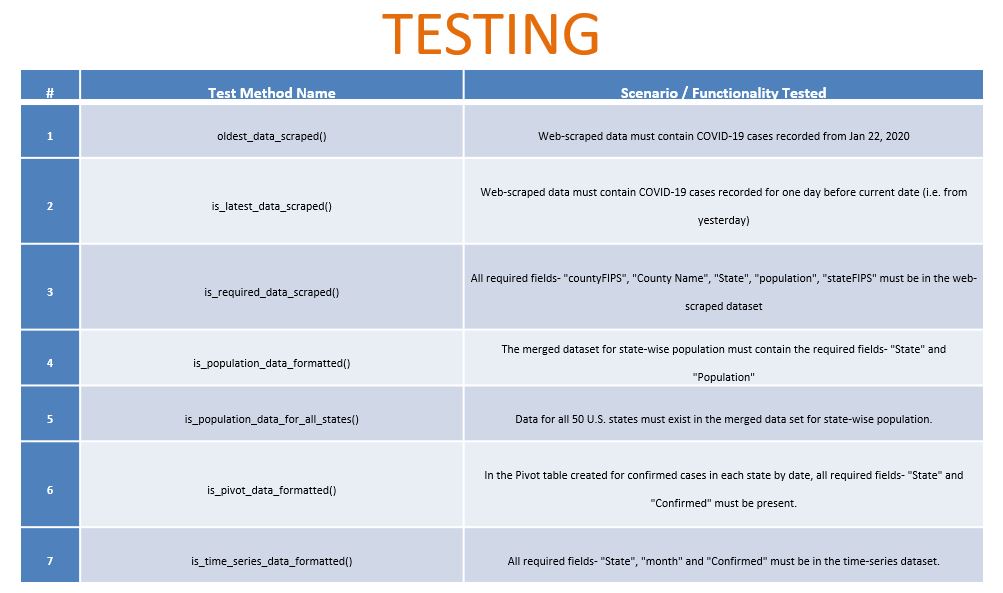 TESTING
# Test Method Name Scenario / Functionality Tested
1 oldest_data_scraped() Web-scraped data must contain COVID-19 cases recorded from Jan 22, 2020
2 is_latest_data_scraped() Web-scraped data must contain COVID-19 cases recorded for one day before current date (i.e. from
yesterday)
3 is_required_data_scraped() All required fields- "countyFIPS", "County Name", "State", "population", "stateFIPS" must be in the web-
scraped dataset
4 is_population_data_formatted() The merged dataset for state-wise population must contain the required fields- "State" and
"Population"
5 is_population_data_for_all_states() Data for all 50 U.S. states must exist in the merged data set for state-wise population.
6 is_pivot_data_formatted() In the Pivot table created for confirmed cases in each state by date, all required fields- "State" and
"Confirmed" must be present.
7 is_time_series_data_formatted() All required fields- "State", "month" and "Confirmed" must be in the time-series dataset.